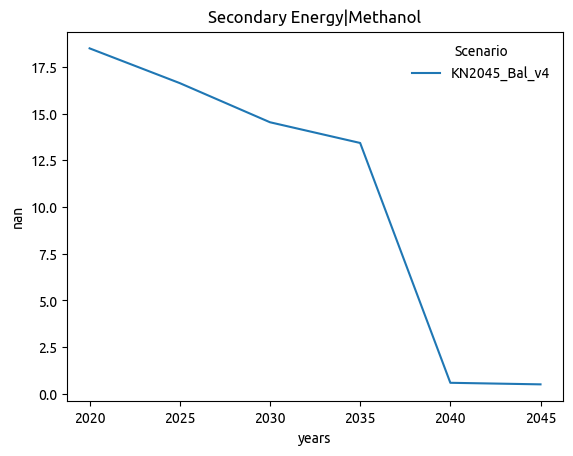 Secondary Energy|Methanol
Scenario
KN2045_Bal_v4
17.5
15.0
12.5
10.0
7.5
5.0
2.5
0.0
nan
2020 2025 2030 2035 2040 2045
years